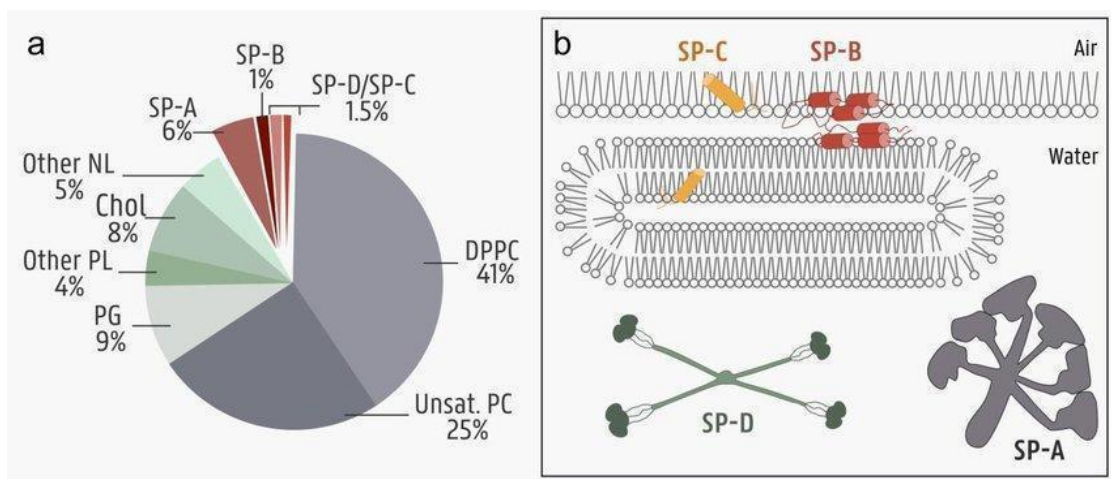 a
SP-B
1%
SP-D/SP-C
1.5%
SP-A
6%
Other NL
5%
Chol
8%
Other PL
4%
PG
9%
DPPC
41%
Unsat. PC
25%
b
SP-C
SP-B
Air
Water
SP-D
SP-A